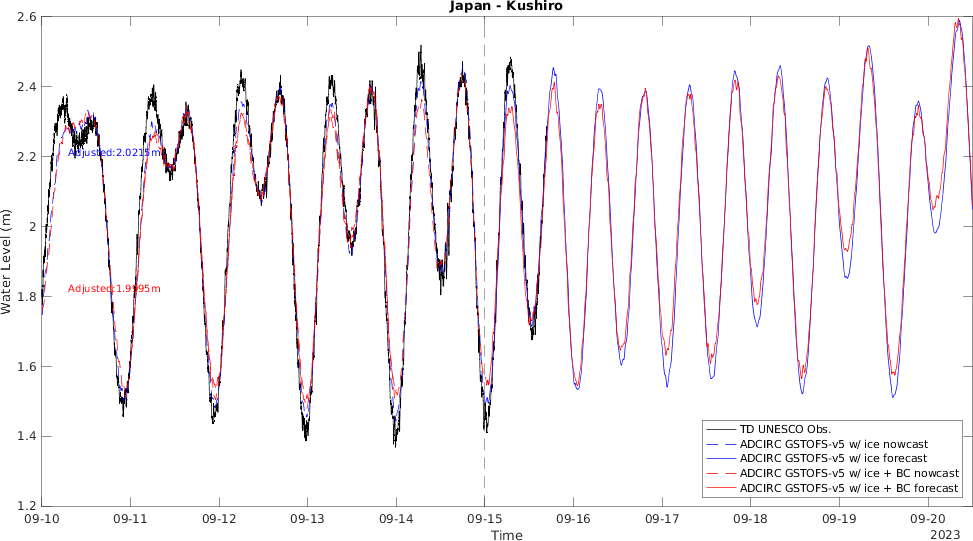 Japan - Kushiro
2.6
2.4
2.2
2
1.8
1.6
1.4
1.2
Water Level (m)
Adjusted:2.0215m
Adjusted:1.9995m
TD UNESCO Obs.
ADCIRC GSTOFS-v5 w/ ice nowcast
ADCIRC GSTOFS-v5 w/ ice forecast
ADCIRC GSTOFS-v5 w/ ice + BC nowcast
ADCIRC GSTOFS-v5 w/ ice + BC forecast
09-10 09-11 09-12 09-13 09-14 09-15 09-16 09-17 09-18 09-19 09-20
Time
2023